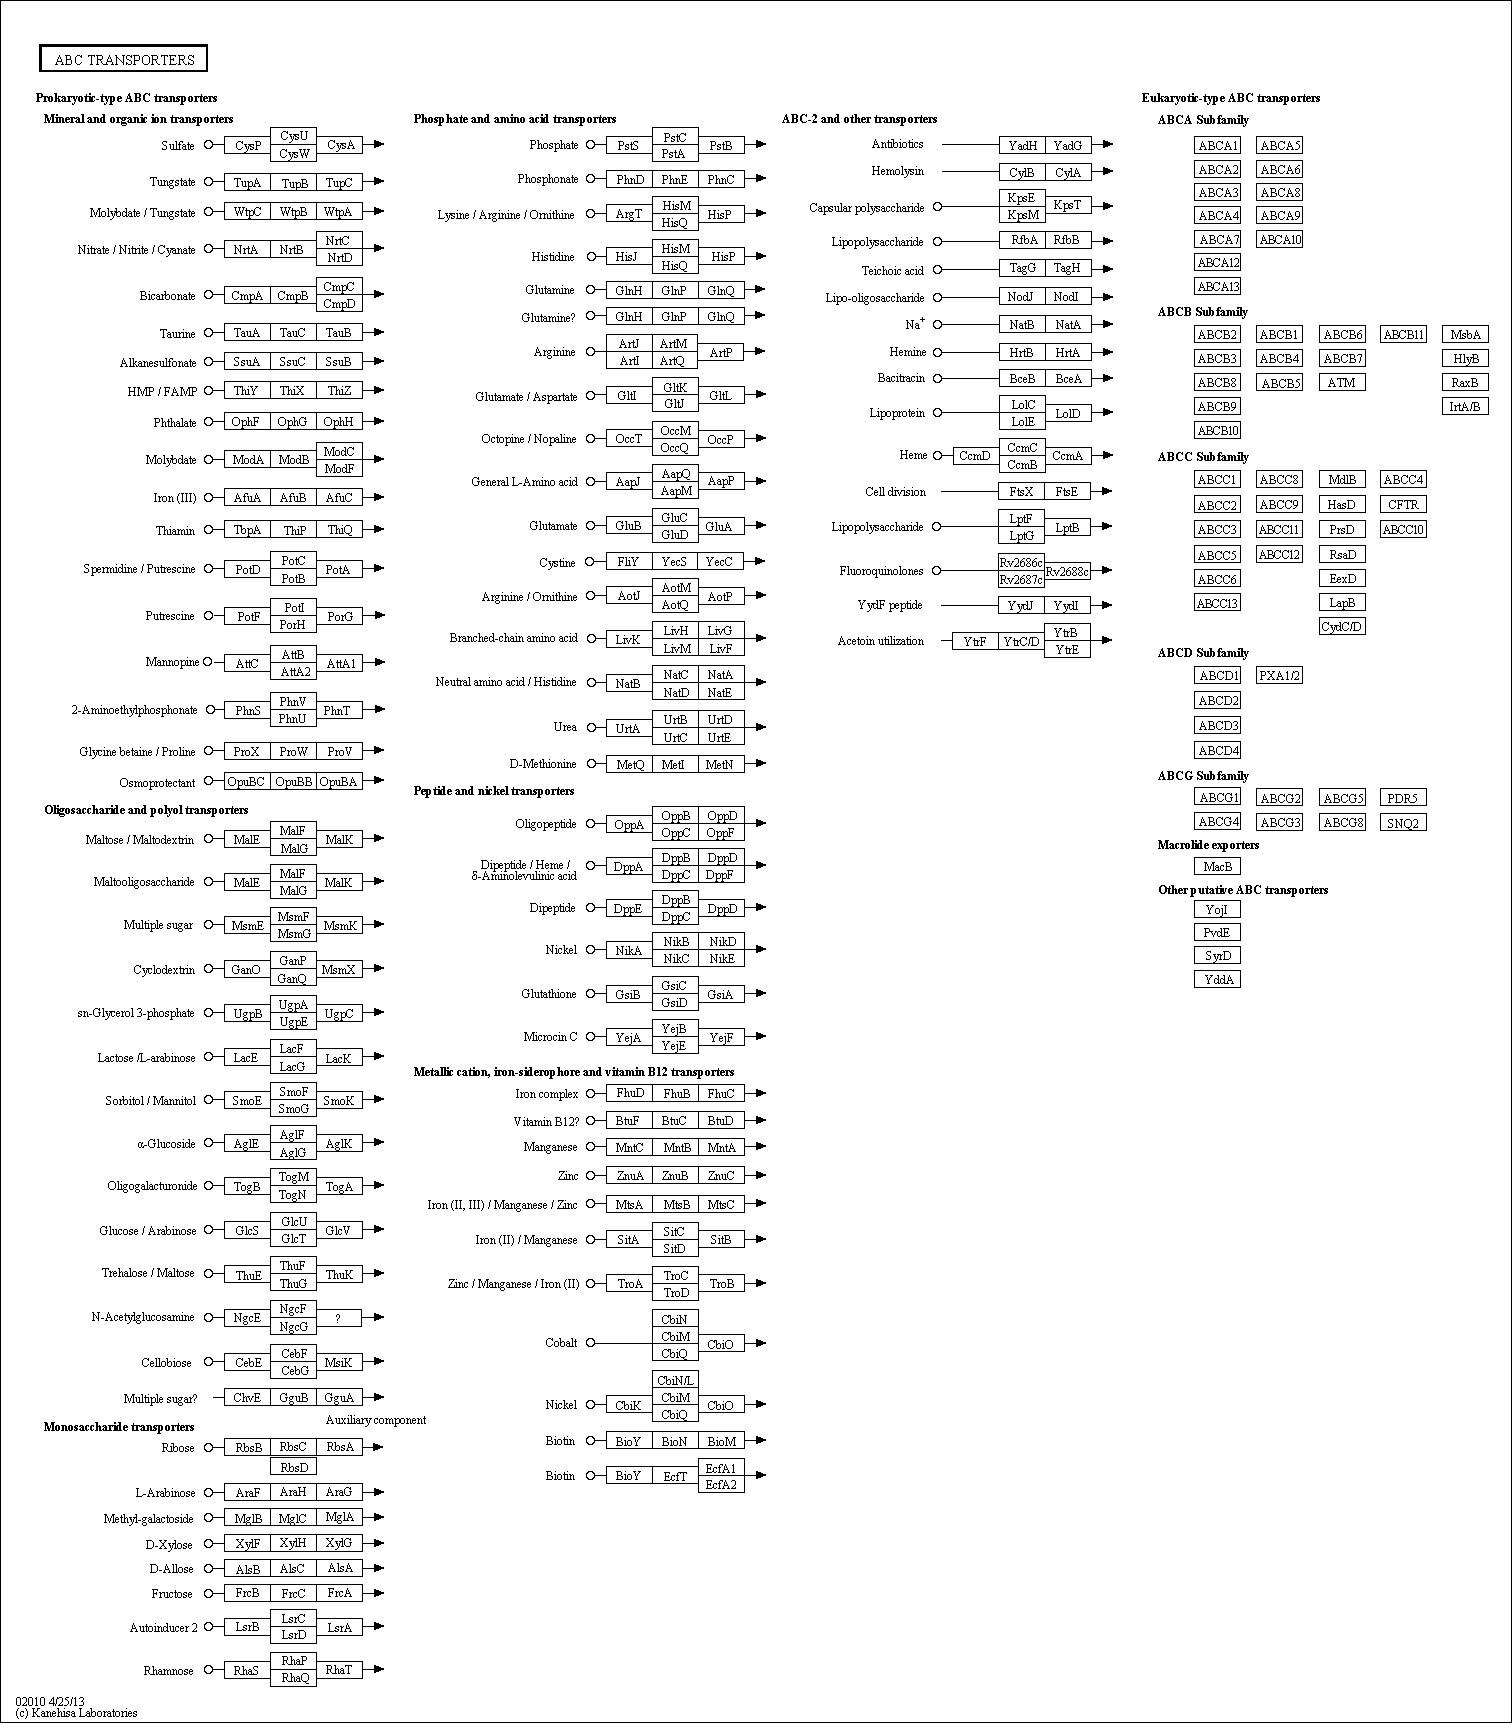 ABC TRANSPORTERS
Prokaryotic-type ABC transporters
Mineral and organic ion transporters
Sulfate CysP CysU CysW CysA
Tungstate TupA TupB TupC
Molybdate / Tungstate WtpC WtpB WtpA
Nitrate / Nitrite / Cyanate NrtA NrtB NrtC NrtD
Bicarbonate CmpA CmpB CmpC CmpD
Taurine TauA TauC TauB
Alkanesulfonate SsuA SsuC SsuB
HMP / FAMP ThiY ThiX ThiZ
Phthalate OphF OphG OphH
Molybdate ModA ModB ModC ModF
Iron (III) AfuA AfuB AfuC
Thiamin TbpA ThiP ThiQ
Spermidine / Putrescine PotD PotC PotB PotA
Putrescine PotF PotI PorH PorG
Mannopine AttC AttB AttA2 AttA1
2-Aminoethylphosphonate PhnS PhnV PhnU PhnT
Glycine betaine / Proline ProX ProW ProV
Osmoprotectant OpuBC OpuBB OpuBA
Oligosaccharide and polyol transporters
Maltose / Maltodextrin MalE MalF MalG MalK
Maltooligosaccharide MalE MalF MalG MalK
Multiple sugar MsmE MsmF MsmG MsmK
Cyclodextrin GanO GanP GanQ MsmX
sn-Glycerol 3-phosphate UgpB UgpA UgpE UgpC
Lactose /L-arabinose LacE LacF LacG LacK
Sorbitol / Mannitol SmoE SmoF SmoG SmoK
α-Glucoside AglE AglF AglG AglK
Oligogalacturonide TogB TogM TogN TogA
Glucose / Arabinose GlcS GlcU GlcT GlcV
Trehalose / Maltose ThuE ThuF ThuG ThuK
N-Acetylglucosamine NgcE NgcF NgcG ?
Cellobiose CebE CebF CebG MsiK
Multiple sugar? ChvE GguB GguA
Auxiliary component
Monosaccharide transporters
Ribose RbsB RbsC RbsA
RbsD
L-Arabinose AraF AraH AraG
Methyl-galactoside MglB MglC MglA
D-Xylose XylF XylH XylG
D-Allose AlsB AlsC AlsA
Fructose FrcB FrcC FrcA
Autoinducer 2 LsrB LsrC LsrD LsrA
Rhamnose RhaS RhaP RhaQ RhaT
Phosphate and amino acid transporters
Phosphate PstS PstC PstA PstB
Phosphonate PhnD PhnE PhnC
Lysine / Arginine / Ornithine ArgT HisM HisQ HisP
Histidine HisJ HisM HisQ HisP
Glutamine GlnH GlnP GlnQ
Glutamine? GlnH GlnP GlnQ
Arginine ArtJ ArtI ArtM ArtQ ArtP
Glutamate / Aspartate GltI GltK GltJ GltL
Octopine / Nopaline OccT OccM OccQ OccP
General L-Amino acid AapJ AapQ AapM AapP
Glutamate GluB GluC GluD GluA
Cystine FliY YecS YecC
Arginine / Ornithine AotJ AotM AotQ AotP
Branched-chain amino acid LivK LivH LivM LivG LivF
Neutral amino acid / Histidine NatB NatC NatD NatA NatE
Urea UrtA UrtB UrtC UrtD UrtE
D-Methionine MetQ MetI MetN
Peptide and nickel transporters
Oligopeptide OppA OppB OppC OppD OppF
Dipeptide / Heme /
δ-Aminolevulinic acid DppA DppB DppC DppD DppF
Dipeptide DppE DppB DppC DppD
Nickel NikA NikB NikC NikD NikE
Glutathione GsiB GsiC GsiD GsiA
Microcin C YejA YejB YejE YejF
Metallic cation, iron-siderophore and vitamin B12 transporters
Iron complex FhuD FhuB FhuC
Vitamin B12? BtuF BtuC BtuD
Manganese MntC MntB MntA
Zinc ZnuA ZnuB ZnuC
Iron (II, III) / Manganese / Zinc MtsA MtsB MtsC
Iron (II) / Manganese SitA SitC SitD SitB
Zinc / Manganese / Iron (II) TroA TroC TroD TroB
Cobalt CbiN CbiM CbiQ CbiO
Nickel CbiK CbiN/L CbiM CbiQ CbiO
Biotin BioY BioN BioM
Biotin BioY EcfT EcfA1 EcfA2
ABC-2 and other transporters
Antibiotics YadH YadG
Hemolysin CylB CylA
Capsular polysaccharide KpsE KpsM KpsT
Lipopolysaccharide RfbA RfbB
Teichoic acid TagG TagH
Lipo-oligosaccharide NodJ NodI
Na+ NatB NatA
Hemine HrtB HrtA
Bacitracin BceB BceA
Lipoprotein LolC LolE LolD
Heme CcmD CcmC CcmB CcmA
Cell division FtsX FtsE
Lipopolysaccharide LptF LptG LptB
Fluoroquinolones Rv2686c Rv2687c Rv2688c
YydF peptide YydJ YydI
Acetoin utilization YtrF YtrC/D YtrB YtrE
Eukaryotic-type ABC transporters
ABCA Subfamily
ABCA1 ABCA5
ABCA2 ABCA6
ABCA3 ABCA8
ABCA4 ABCA9
ABCA7 ABCA10
ABCA12
ABCA13
ABCB Subfamily
ABCB2 ABCB1 ABCB6 ABCB11 MsbA
ABCB3 ABCB4 ABCB7 HlyB
ABCB8 ABCB5 ATM RaxB
ABCB9 IrtA/B
ABCB10
ABCC Subfamily
ABCC1 ABCC8 MdlB ABCC4
ABCC2 ABCC9 HasD CFTR
ABCC3 ABCC11 PrsD ABCC10
ABCC5 ABCC12 RsaD
ABCC6 EexD
ABCC13 LapB
CydC/D
ABCD Subfamily
ABCD1 PXA1/2
ABCD2
ABCD3
ABCD4
ABCG Subfamily
ABCG1 ABCG2 ABCG5 PDR5
ABCG4 ABCG3 ABCG8 SNQ2
Macrolide exporters
MacB
Other putative ABC transporters
YojI
PvdE
SyrD
YddA
02010 4/25/13
(c) Kanehisa Laboratories